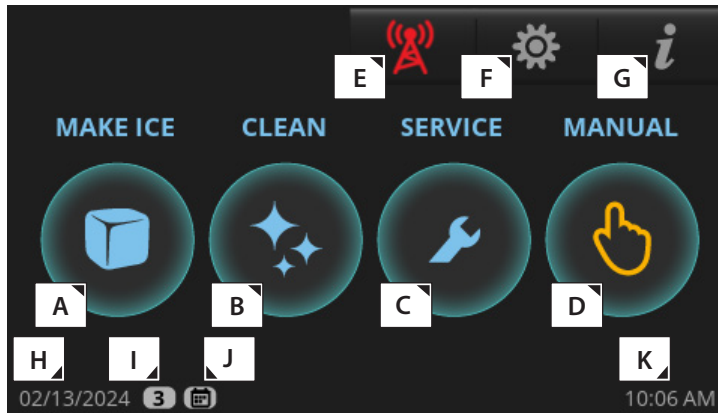 E F G
MAKE ICE CLEAN SERVICE MANUAL
A B C D
H I J K
02/13/2024 3 10:06 AM